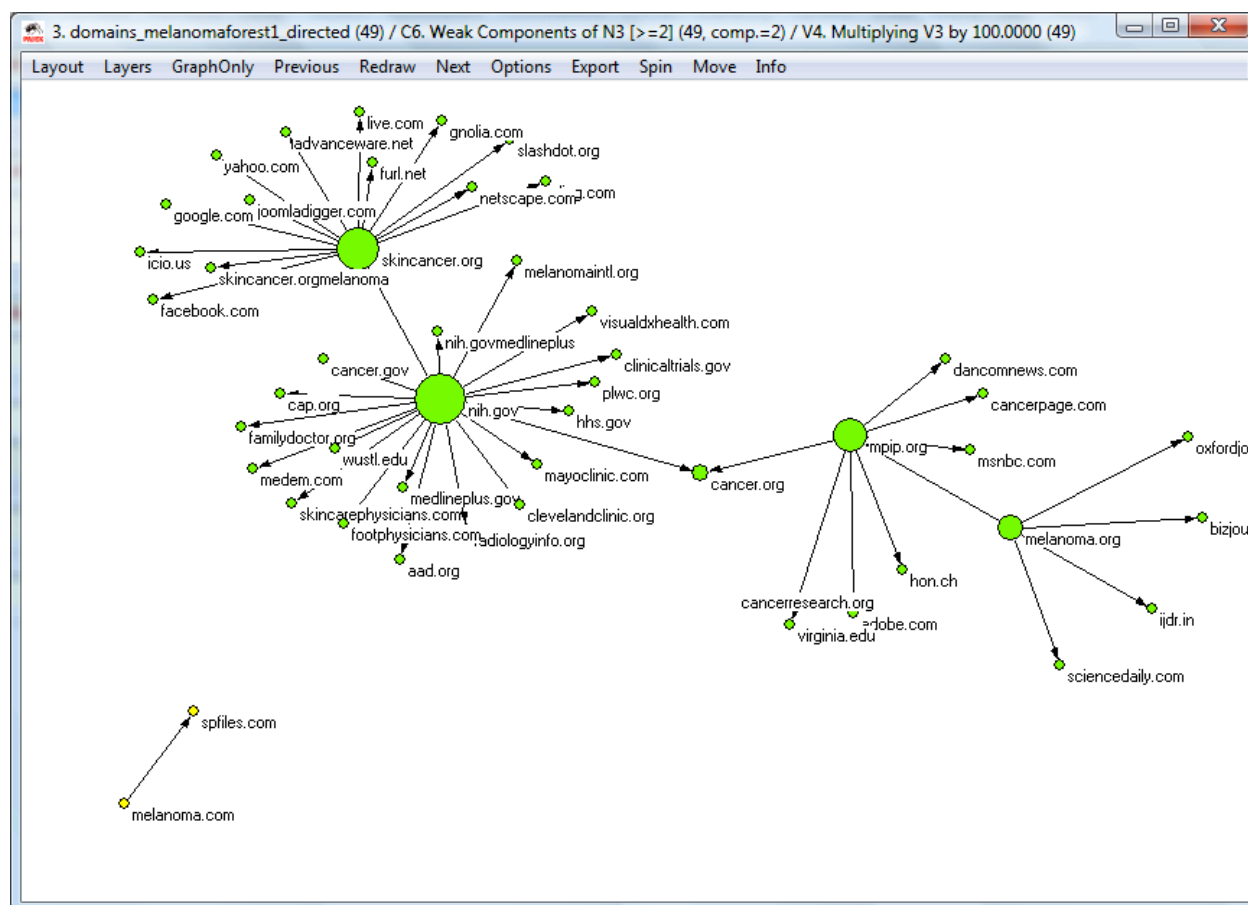 3. domains_melanomaforest1_directed (49) / C6. Weak Components of N3 [>=2] (49, comp.=2) / V4. Multiplying V3 by 100.0000 (49)
Layout Layers GraphOnly Previous Redraw Next Options Export Spin Move Info
live.com
gnolia.com
ladvanceware.net
slashdot.org
yahoo.com
furl.net
netscape.com
google.com
joomladigger.com
skincancer.org
icio.us
skincancer.orgmelanoma
melanomaintl.org
facebook.com
visualdxhealth.com
nih.govmedlineplus
clinicaltrials.gov
cancer.gov
dancomnews.com
plwc.org
cap.org
nih.gov
hhs.gov
cancerpage.com
familydoctor.org
mpip.org
oxfordjo
wustl.edu
msnbc.com
medem.com
mayoclinic.com
cancer.org
medlineplus.gov
skincarephysicians.com
clevelandclinic.org
bizjou
footphysicians.com
radiologyinfo.org
melanoma.org
aad.org
hon.ch
cancerresearch.org
ijdr.in
virginia.edu
sciencedaily.com
spfiles.com
melanoma.com